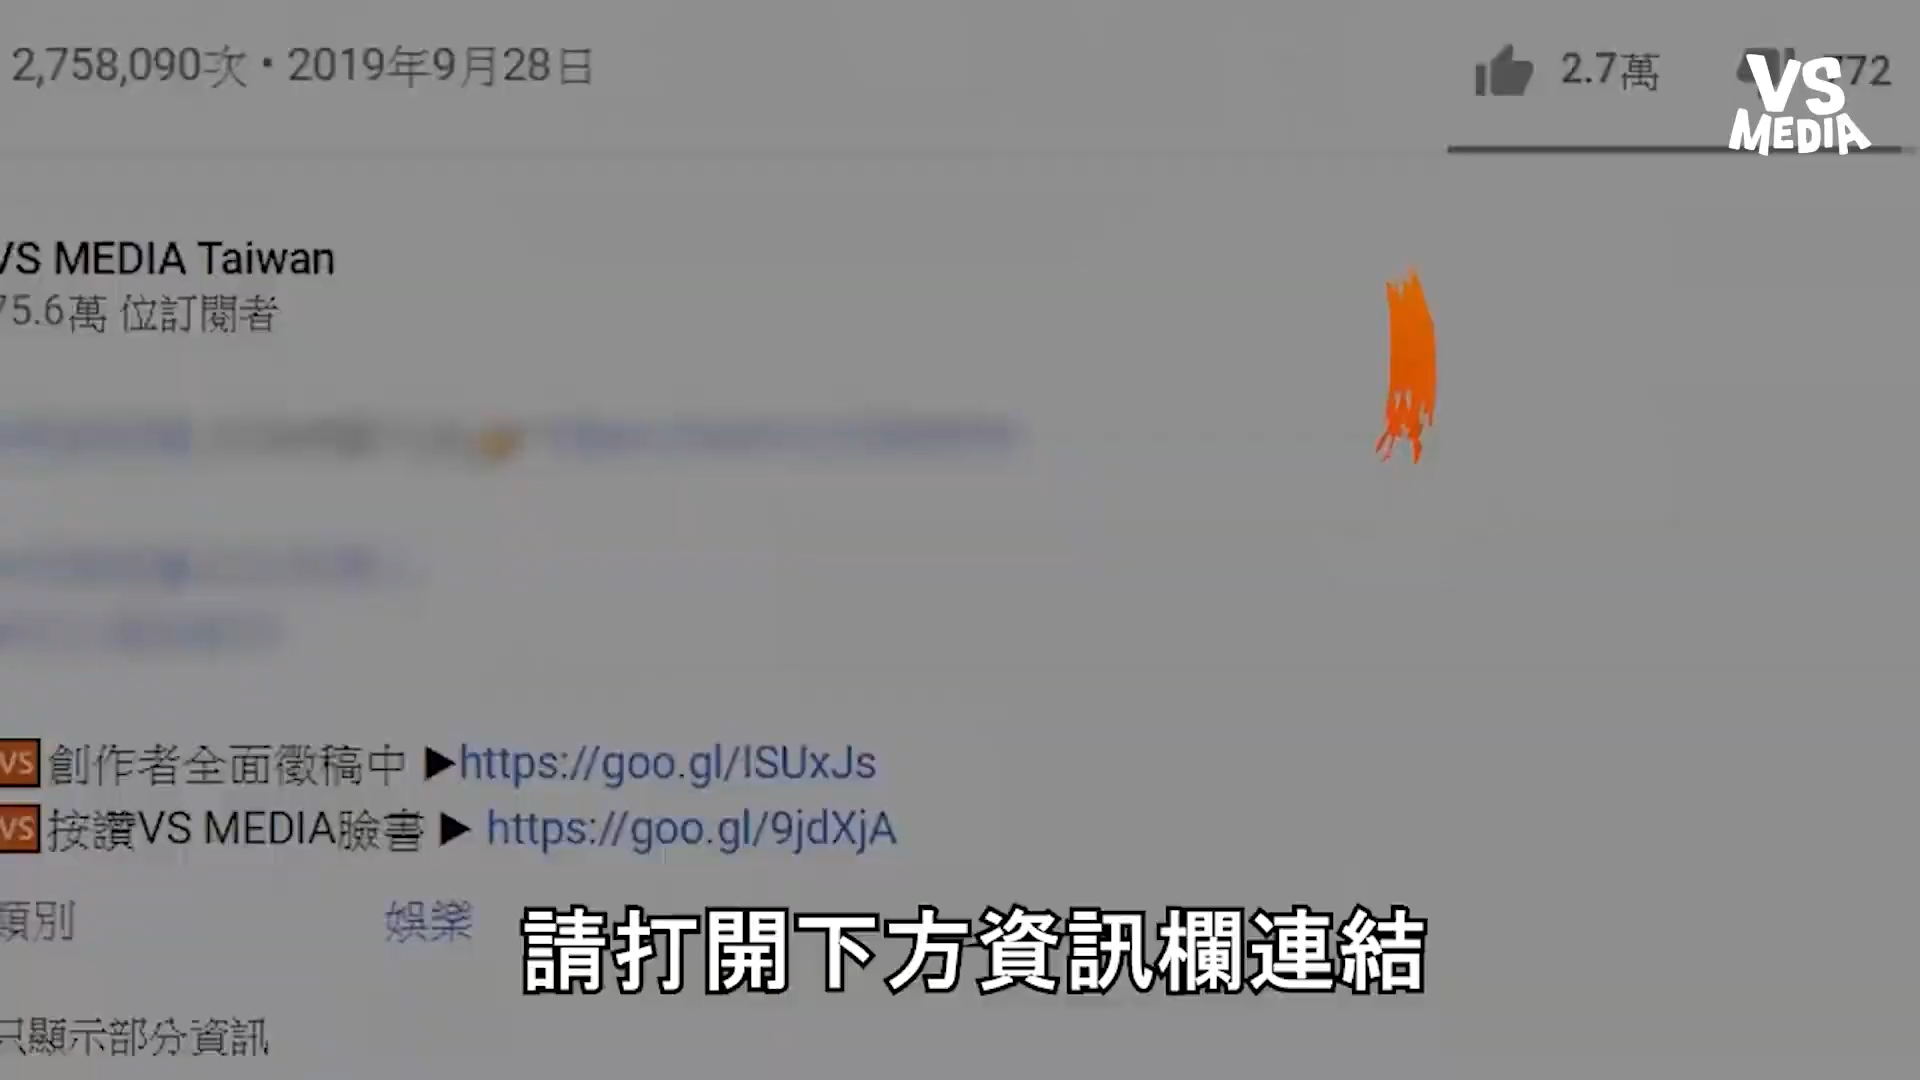 2,758,090次 • 2019年9月28日
2.7萬
772
VS
MEDIA
VS MEDIA Taiwan
75.6萬 位訂閱者
VS 創作者全面徵稿中 ▶https://goo.gl/ISUxJs
VS 按讚VS MEDIA臉書 ▶ https://goo.gl/9jdXjA
類別 娛樂
請打開下方資訊欄連結
只顯示部分資訊